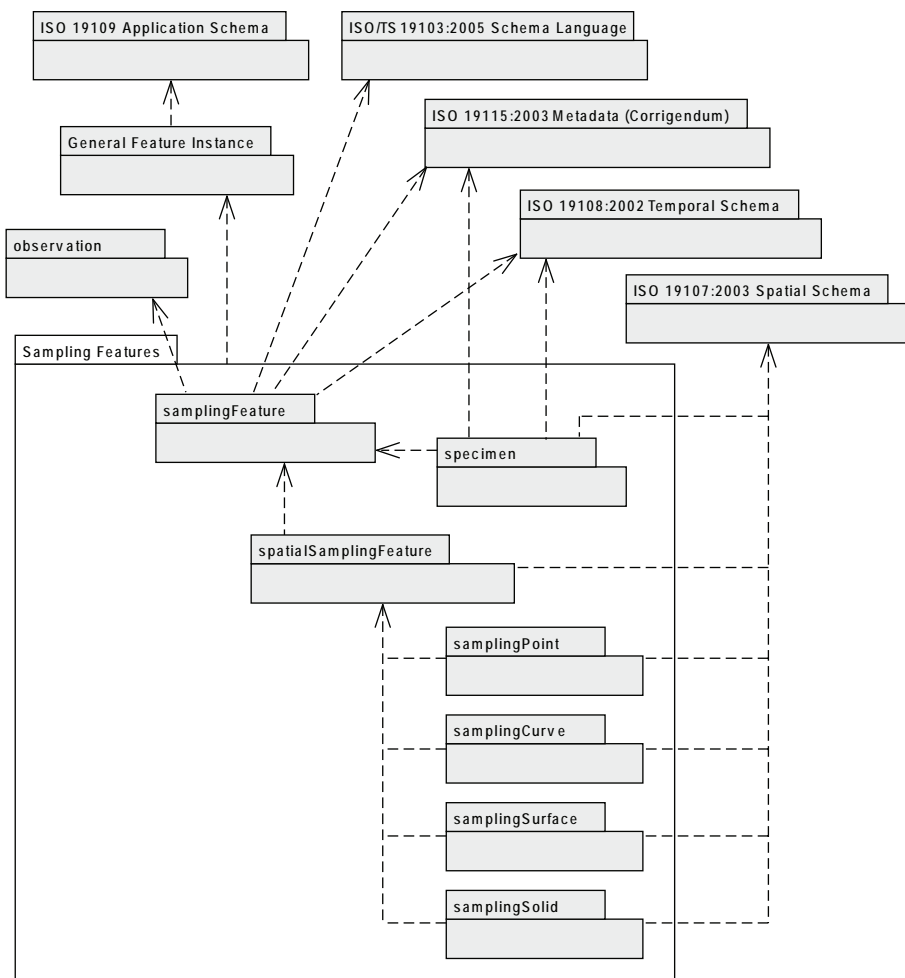 ISO 19109 Application Schema
ISO/TS 19103:2005 Schema Language
ISO 19115:2003 Metadata (Corrigendum)
General Feature Instance
ISO 19108:2002 Temporal Schema
observation
ISO 19107:2003 Spatial Schema
Sampling Features
samplingFeature
specimen
spatialSamplingFeature
samplingPoint
samplingCurve
samplingSurface
samplingSolid